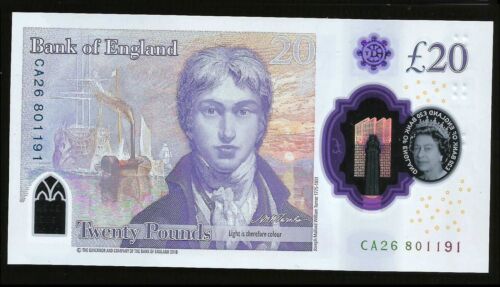 Bank of England
20
£20
CA26 801191
Twenty Pounds
Light is therefore colour
Joseph Mallord William Turner 1775-1851
© THE GOVERNOR AND COMPANY OF THE BANK OF ENGLAND 2018
£20 BANK OF ENGLAND £20 BANK OF ENGLAND
CA26 801191